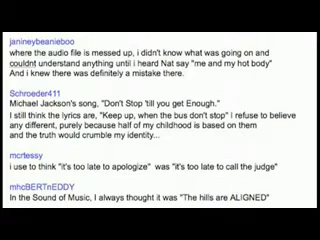 janineybeanieboo
where the audio file is messed up, i didn't know what was going on and
couldnt understand anything until i heard Nat say "me and my hot body"
And i knew there was definitely a mistake there.
Schroeder411
Michael Jackson's song, "Don't Stop 'till you get Enough."
I still think the lyrics are, "Keep up, when the bus don't stop" I refuse to believe
any different, purely because half of my childhood is based on them
and the truth would crumble my identity...
mcrtessy
i use to think "it's too late to apologize"  was "it's too late to call the judge"
mhcBERTnEDDY
In the Sound of Music, I always thought it was "The hills are ALIGNED"